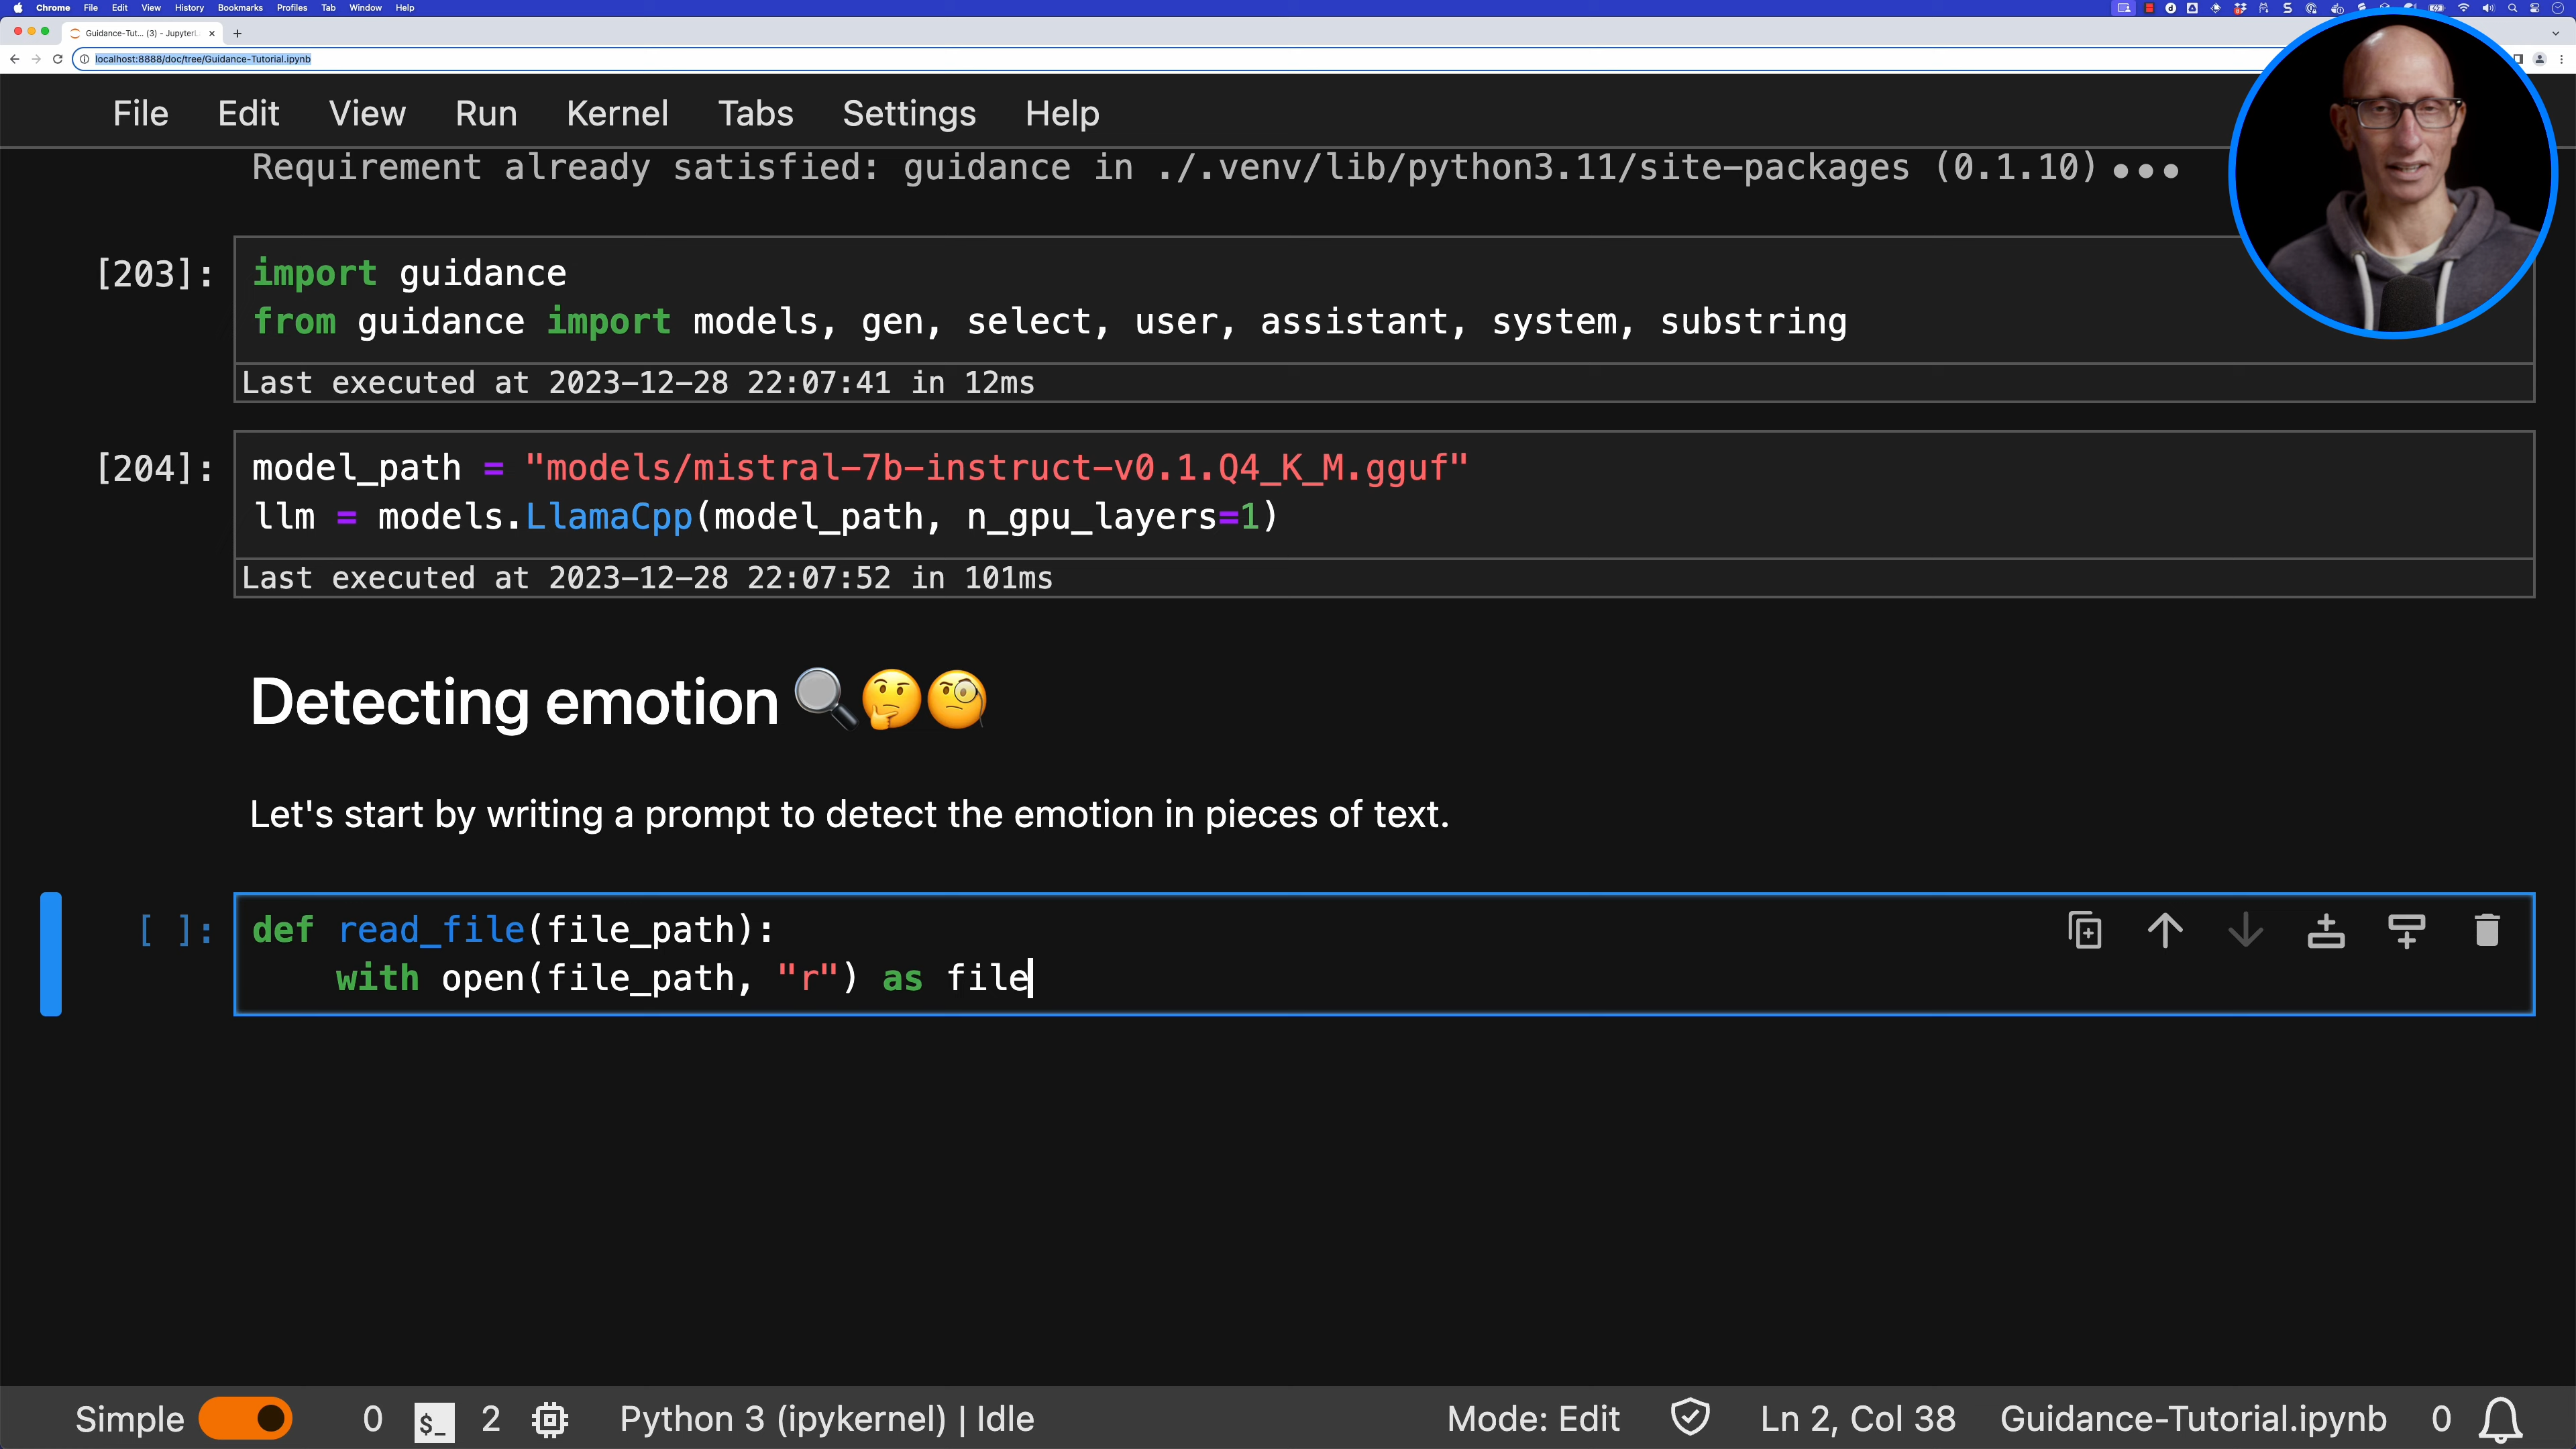 Chrome File Edit View History Bookmarks Profiles Tab Window Help
Guidance-Tut... (3) - JupyterL
localhost:8888/doc/tree/Guidance-Tutorial.ipynb
File Edit View Run Kernel Tabs Settings Help
Requirement already satisfied: guidance in ./.venv/lib/python3.11/site-packages (0.1.10) •••
[203]: import guidance
from guidance import models, gen, select, user, assistant, system, substring
Last executed at 2023-12-28 22:07:41 in 12ms
[204]: model_path = "models/mistral-7b-instruct-v0.1.Q4_K_M.gguf"
llm = models.LlamaCpp(model_path, n_gpu_layers=1)
Last executed at 2023-12-28 22:07:52 in 101ms
Detecting emotion 🔍🤔🧐
Let's start by writing a prompt to detect the emotion in pieces of text.
[ ]: def read_file(file_path):
with open(file_path, "r") as file
Simple 0 $_ 2 Python 3 (ipykernel) | Idle Mode: Edit Ln 2, Col 38 Guidance-Tutorial.ipynb 0